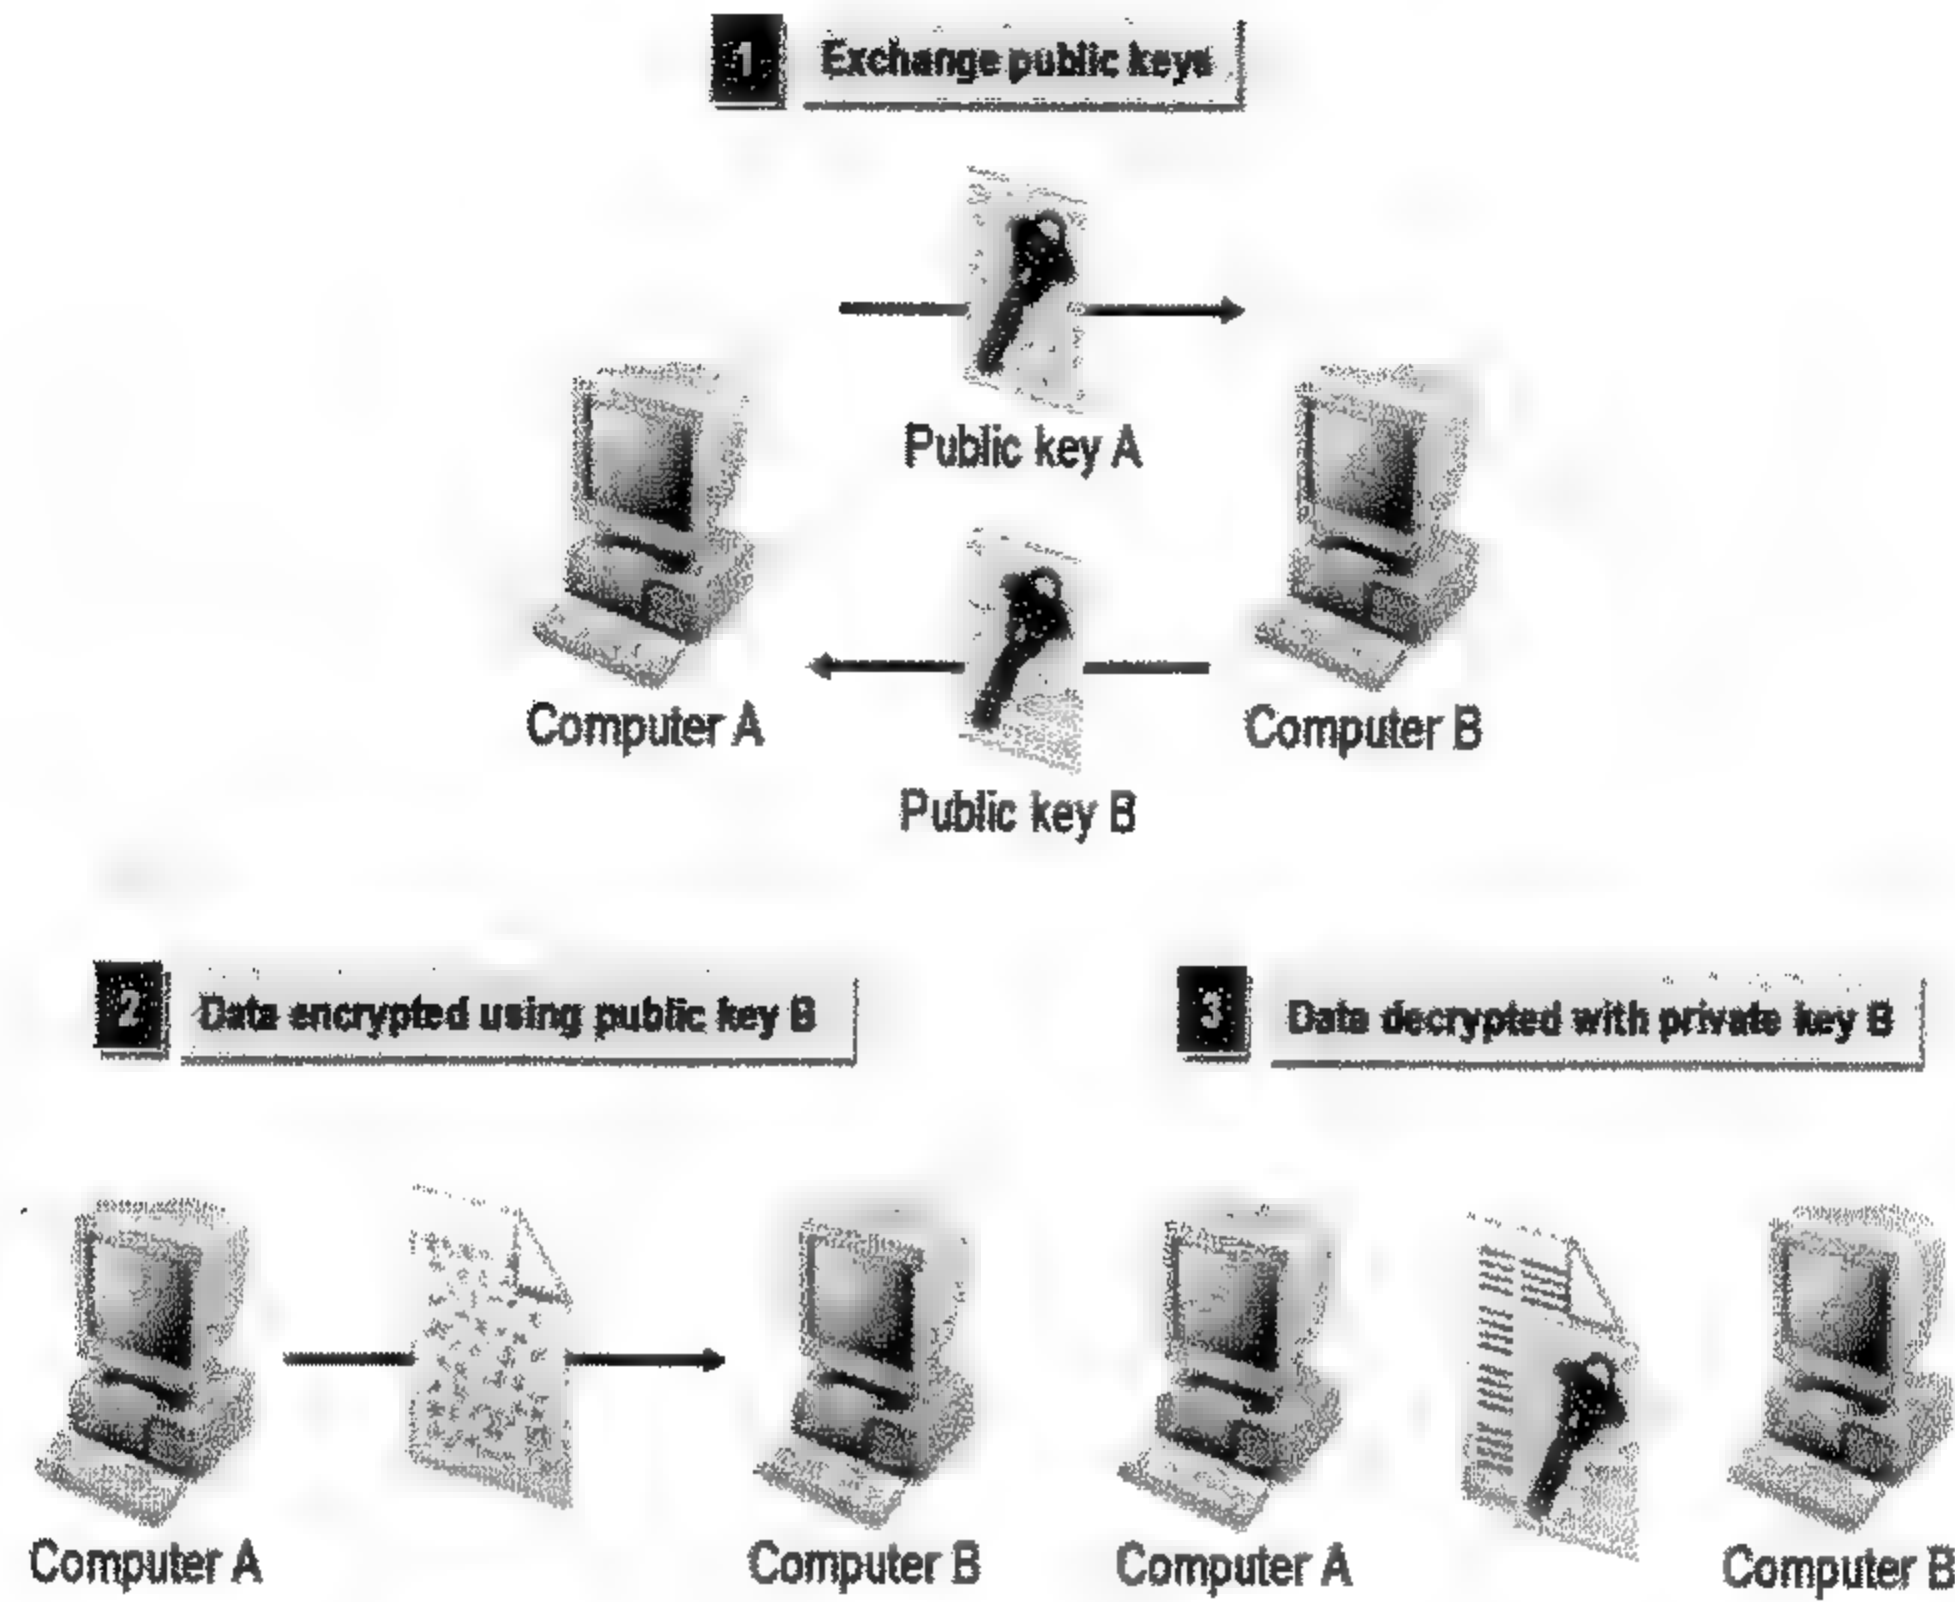 1 Exchange public keys
Public key A
Computer A
Computer B
Public key B
2 Data encrypted using public key B
3 Data decrypted with private key B
Computer A
Computer B
Computer A
Computer B